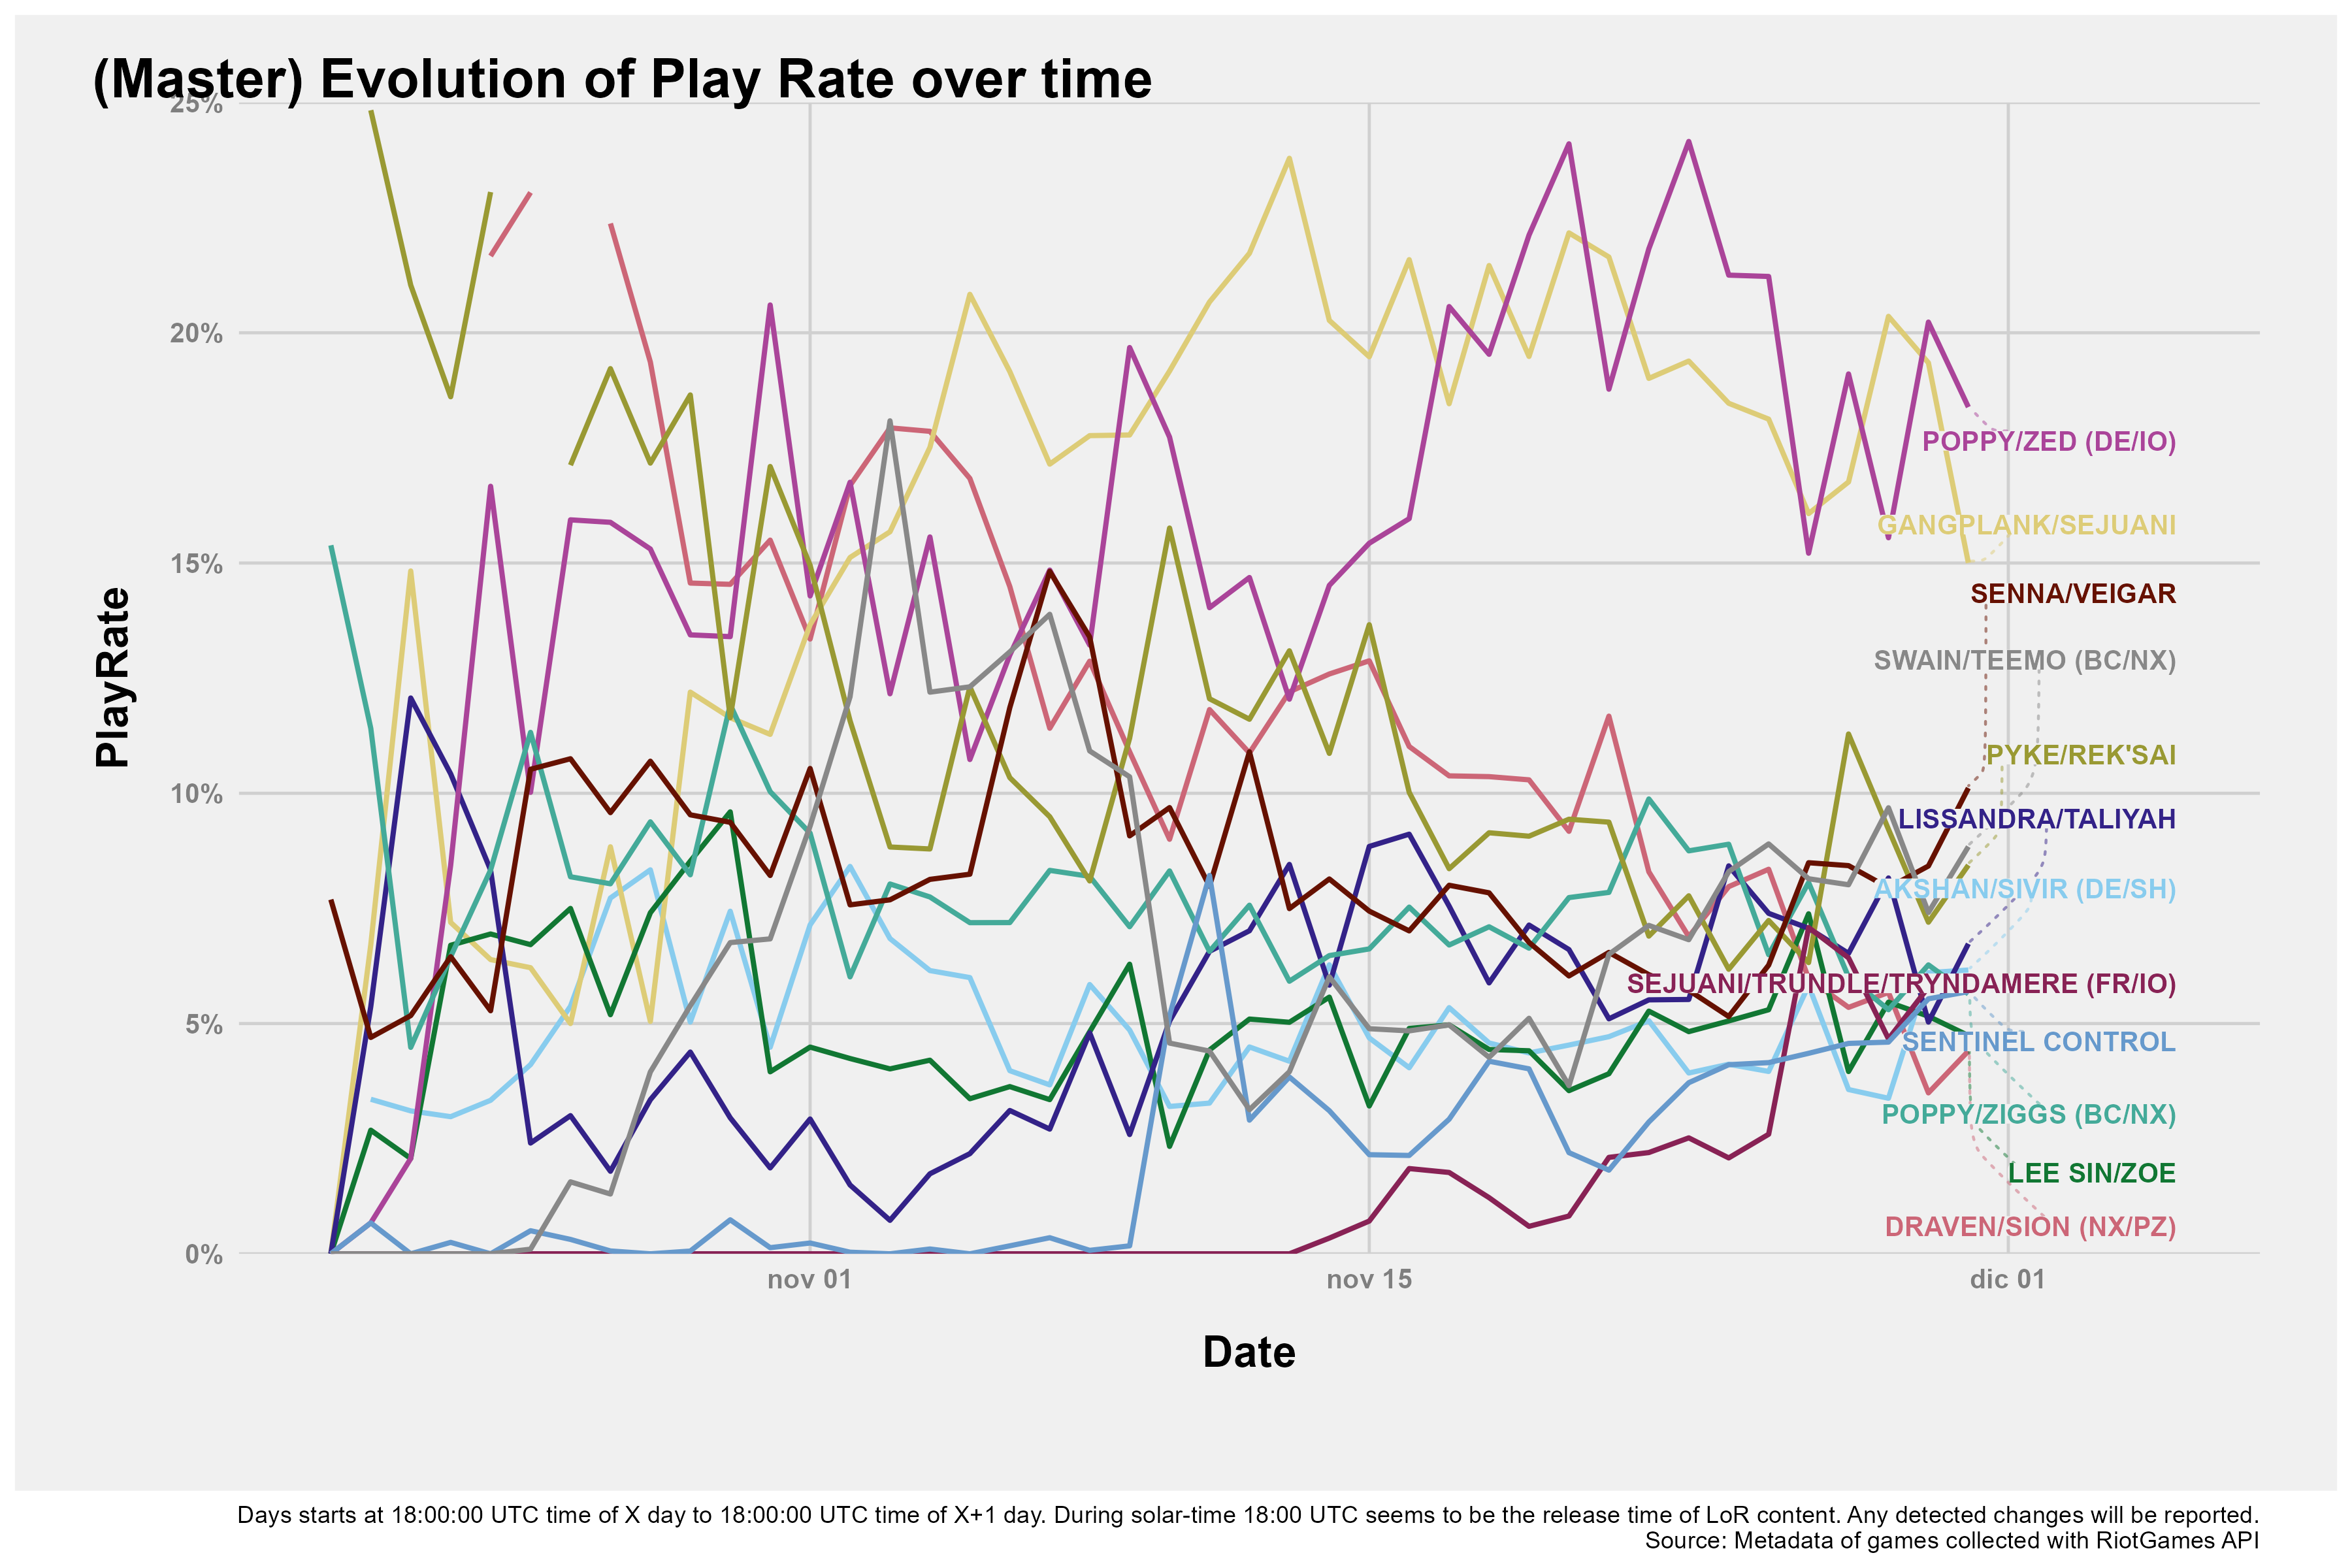 (Master) Evolution of Play Rate over time
25%
20%
15%
10%
5%
0%
PlayRate
POPPY/ZED (DE/IO)
GANGPLANK/SEJUANI
SENNA/VEIGAR
SWAIN/TEEMO (BC/NX)
PYKE/REK'SAI
LISSANDRA/TALIYAH
AKSHAN/SIVIR (DE/SH)
SEJUANI/TRUNDLE/TRYNDAMERE (FR/IO)
SENTINEL CONTROL
POPPY/ZIGGS (BC/NX)
LEE SIN/ZOE
DRAVEN/SION (NX/PZ)
nov 01
nov 15
dic 01
Date
Days starts at 18:00:00 UTC time of X day to 18:00:00 UTC time of X+1 day. During solar-time 18:00 UTC seems to be the release time of LoR content. Any detected changes will be reported.
Source: Metadata of games collected with RiotGames API